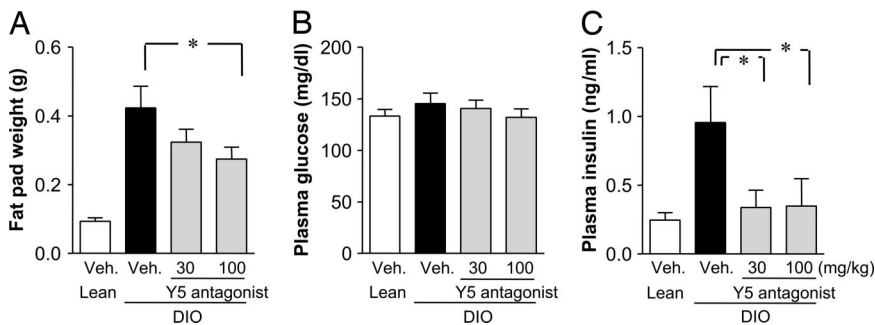 A
Fat pad weight (g)
0.6
0.4
0.2
0.0
*
Veh. Veh. 30 100
Lean Y5 antagonist
DIO
B
Plasma glucose (mg/dl)
200
150
100
50
0
Veh. Veh. 30 100
Lean Y5 antagonist
DIO
C
Plasma insulin (ng/ml)
1.5
1.0
0.5
0.0
*
*
Veh. Veh. 30 100 (mg/kg)
Lean Y5 antagonist
DIO